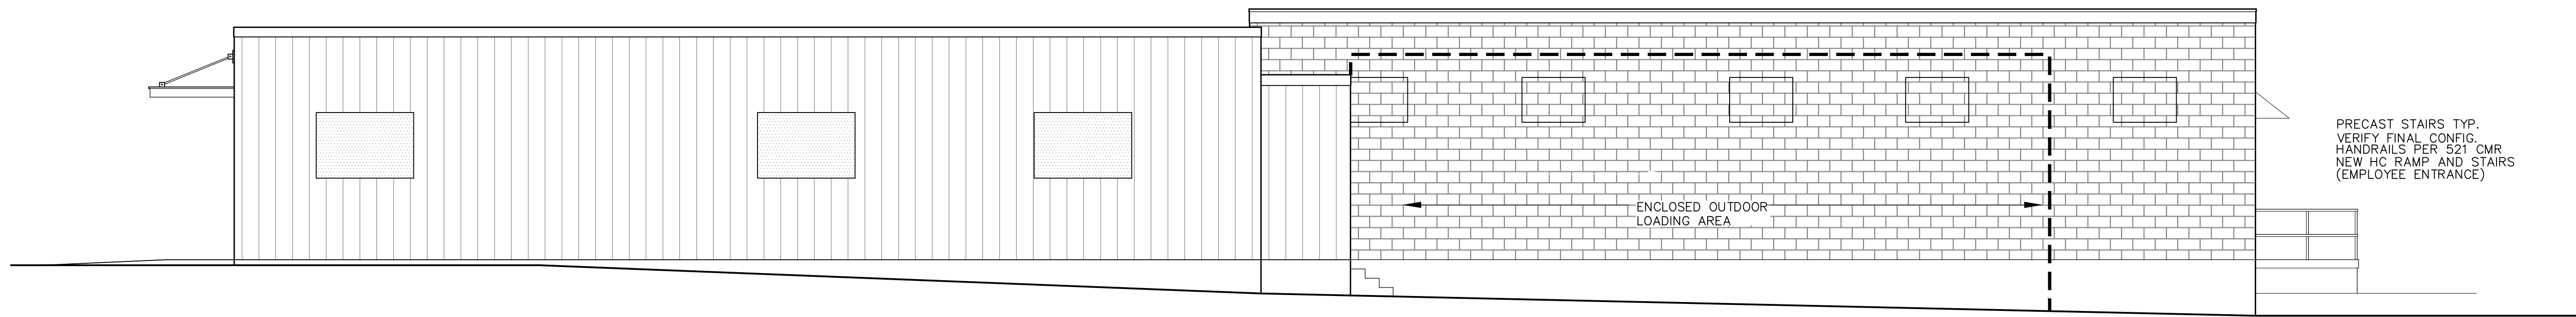 PRECAST STAIRS TYP.
VERIFY FINAL CONFIG.
HANDRAILS PER 521 CMR
NEW HC RAMP AND STAIRS
(EMPLOYEE ENTRANCE)
ENCLOSED OUTDOOR
LOADING AREA